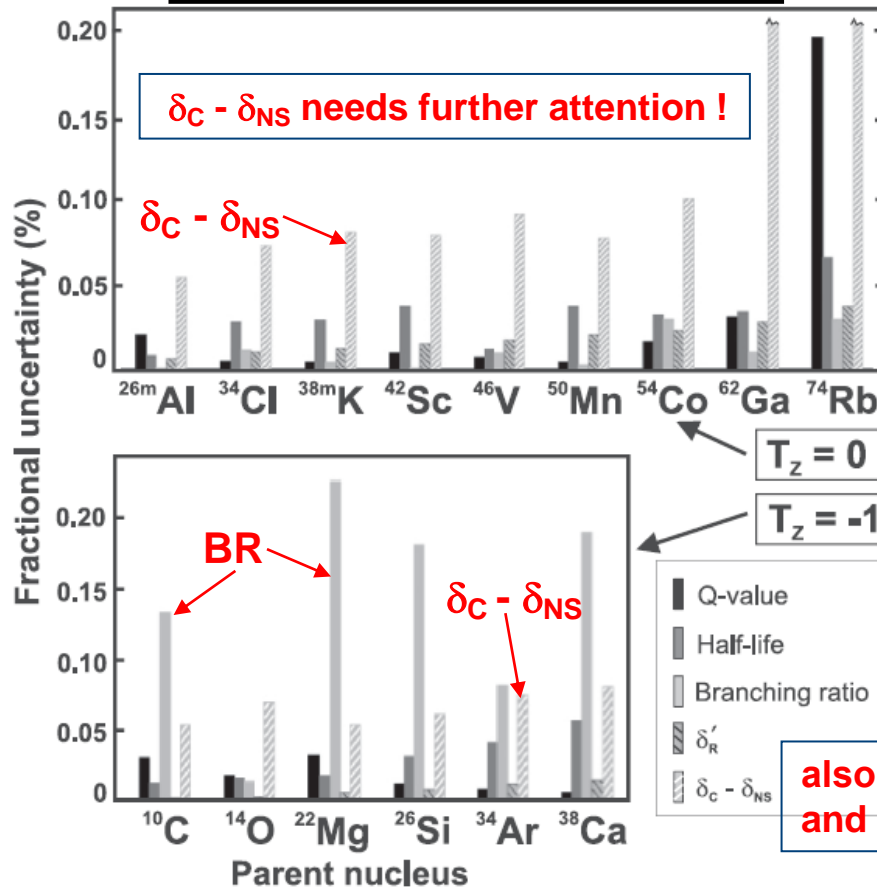 0.20
δC - δNS needs further attention !
0.15
δC - δNS
0.10
0.05
0
Fractional uncertainty (%)
26mAl 34Cl 38mK 42Sc 46V 50Mn 54Co 62Ga 74Rb
Tz = 0
Tz = -1
0.20
BR
0.15
δC - δNS
0.10
0.05
0
Q-value
Half-life
Branching ratio
δ′R
δC - δNS
also
and
10C 14O 22Mg 26Si 34Ar 38Ca
Parent nucleus